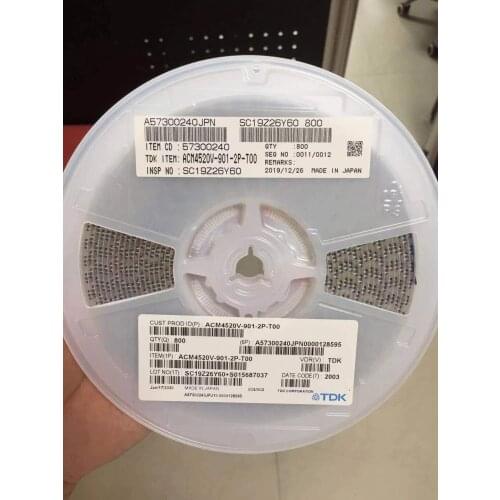 A57300240JPN SC19Z26Y60 800
ITEM CD : 57300240 QTY :800
TDK ITEM: ACM4520V-901-2P-T00 SEQ NO :0011/0012
INSP NO : SC19Z26Y60 REMARKS:
2019/12/26 MADE IN JAPAN
CUST PROD ID(P): ACM4520V-901-2P-T00
QTY(Q): 800 (6P) A57300240JPN0000128595
ITEM(1P) ACM4520V-901-2P-T00 VDR(V) TDK
LOT NO(1T) SC19Z26Y60+S015687037 DATE CODE(T) 2003
MADE IN JAPAN TDK CORPORATION
TDK